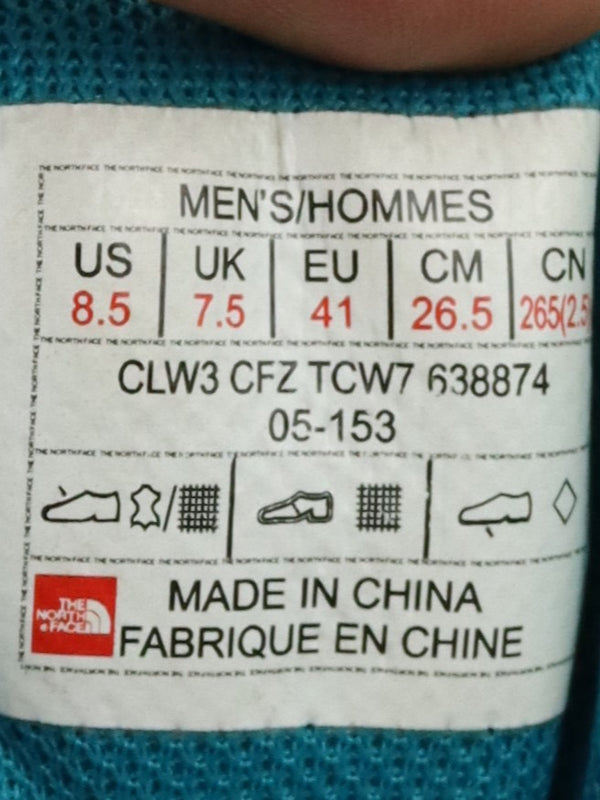 MEN'S/HOMMES
US UK EU CM CN
8.5 7.5 41 26.5 265(2.5)
CLW3 CFZ TCW7 638874
05-153
THE NORTH FACE
MADE IN CHINA
FABRIQUE EN CHINE